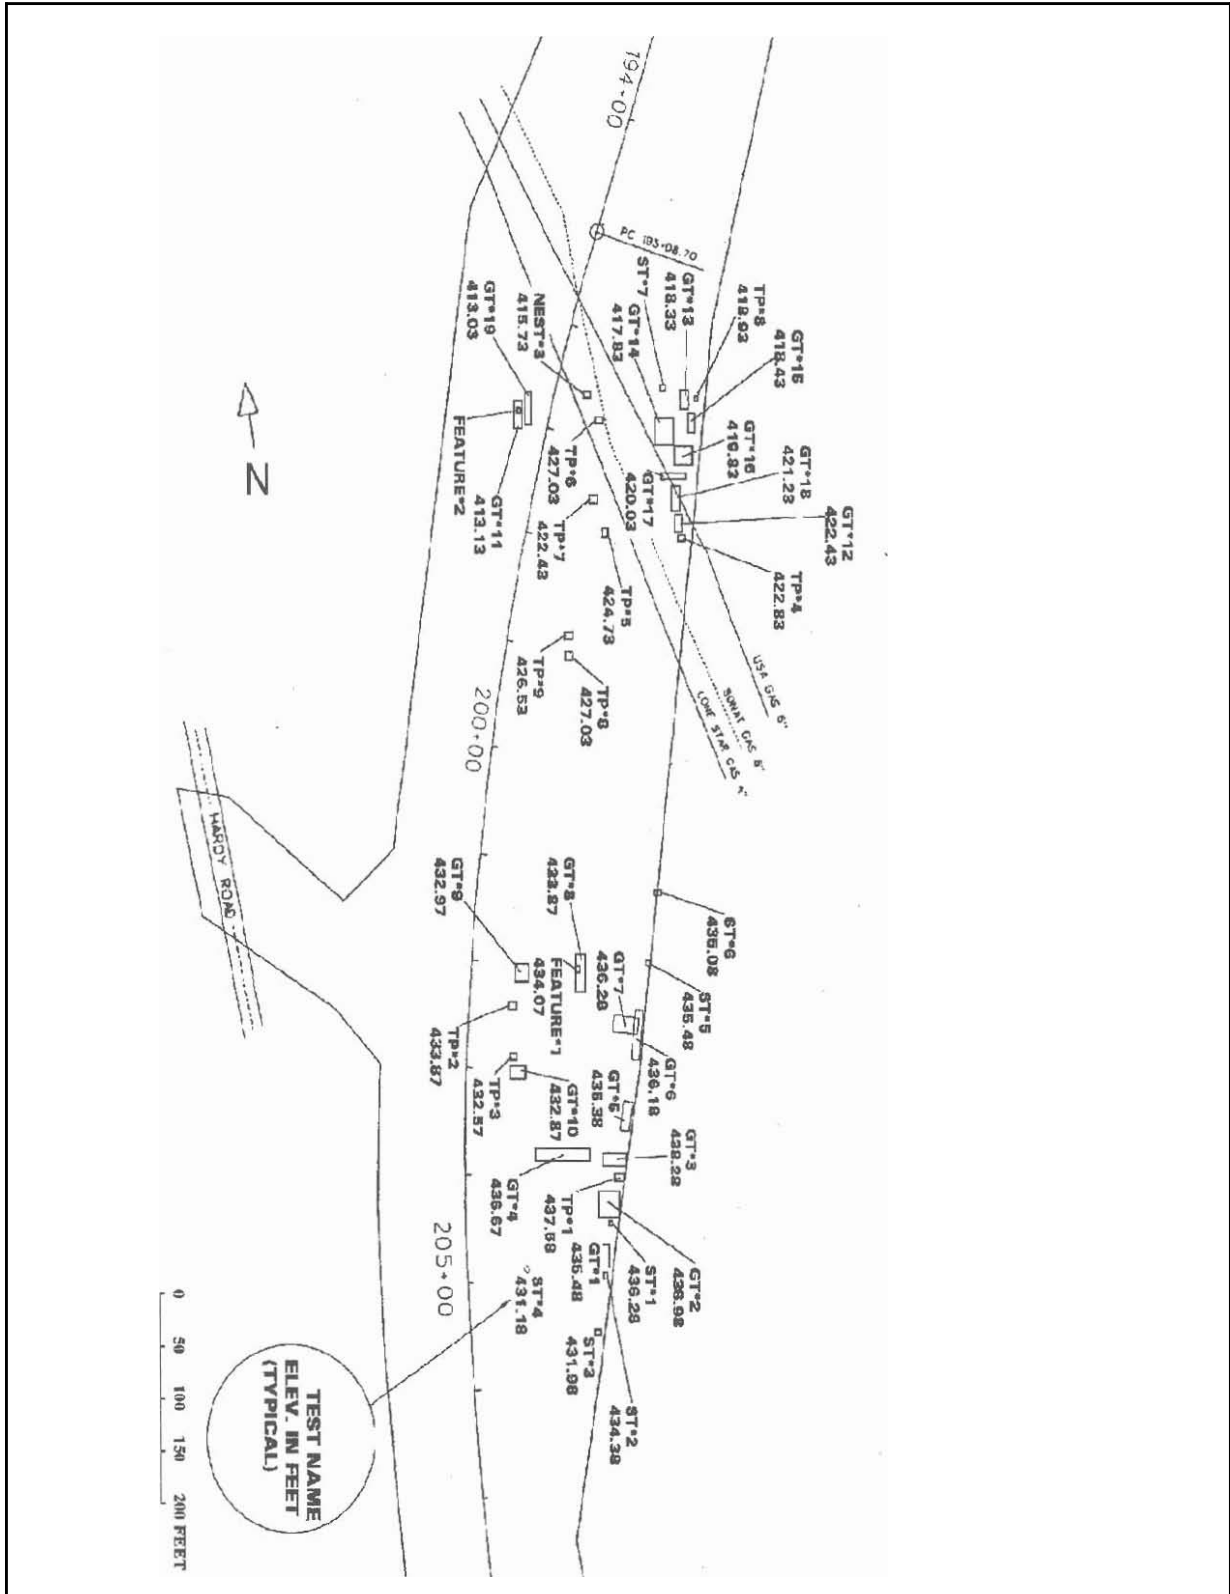 194+00
PC 195+08.70
ST#7
GT#13
418.33
GT#14
417.83
TP#8
418.93
GT#15
418.43
GT#16
419.83
GT#18
421.23
GT#12
422.43
GT#17
420.03
TP#4
422.83
NEST#3
415.73
GT#19
413.03
FEATURE#2
GT#11
413.13
TP#6
427.03
TP#7
422.43
TP#5
424.73
TP#9
426.53
TP#8
427.03
N
USA GAS 6"
SONAT GAS 8"
LONE STAR GAS
200+00
HARDY ROAD
GT#9
432.97
GT#8
433.87
FEATURE#1
434.07
GT#7
436.28
ST#6
435.08
ST#5
435.48
GT#6
436.18
GT#5
435.38
GT#3
438.28
TP#2
433.87
TP#3
432.57
GT#10
432.87
GT#4
436.67
TP#1
437.58
GT#1
435.48
ST#1
436.28
GT#2
436.98
ST#2
434.38
ST#3
431.98
ST#4
431.18
205+00
TEST NAME
ELEV. IN FEET
(TYPICAL)
0 50 100 150 200 FEET